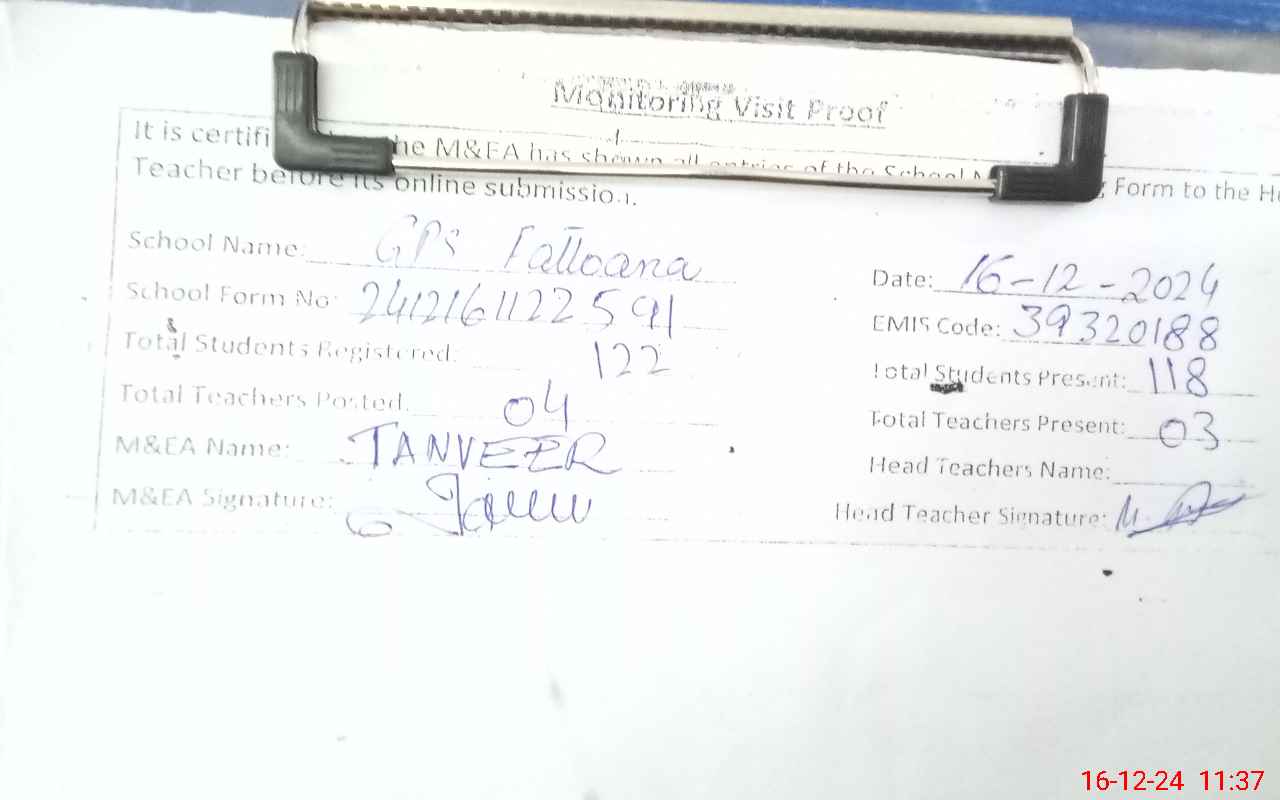 Monitoring Visit Proof
It is certifi he M&EA has shown all entries of the School Form to the He
Teacher before its online submission.
School Name: GPS Date: 16-12-2024
School Form No: 2412161122591 EMIS Code: 39320188
Total Students Registered: 122 Total Students Present: 118
Total Teachers Posted: 04 Total Teachers Present: 03
M&EA Name: TANVEER Head Teachers Name:
M&EA Signature: Head Teacher Signature:
16-12-24 11:37